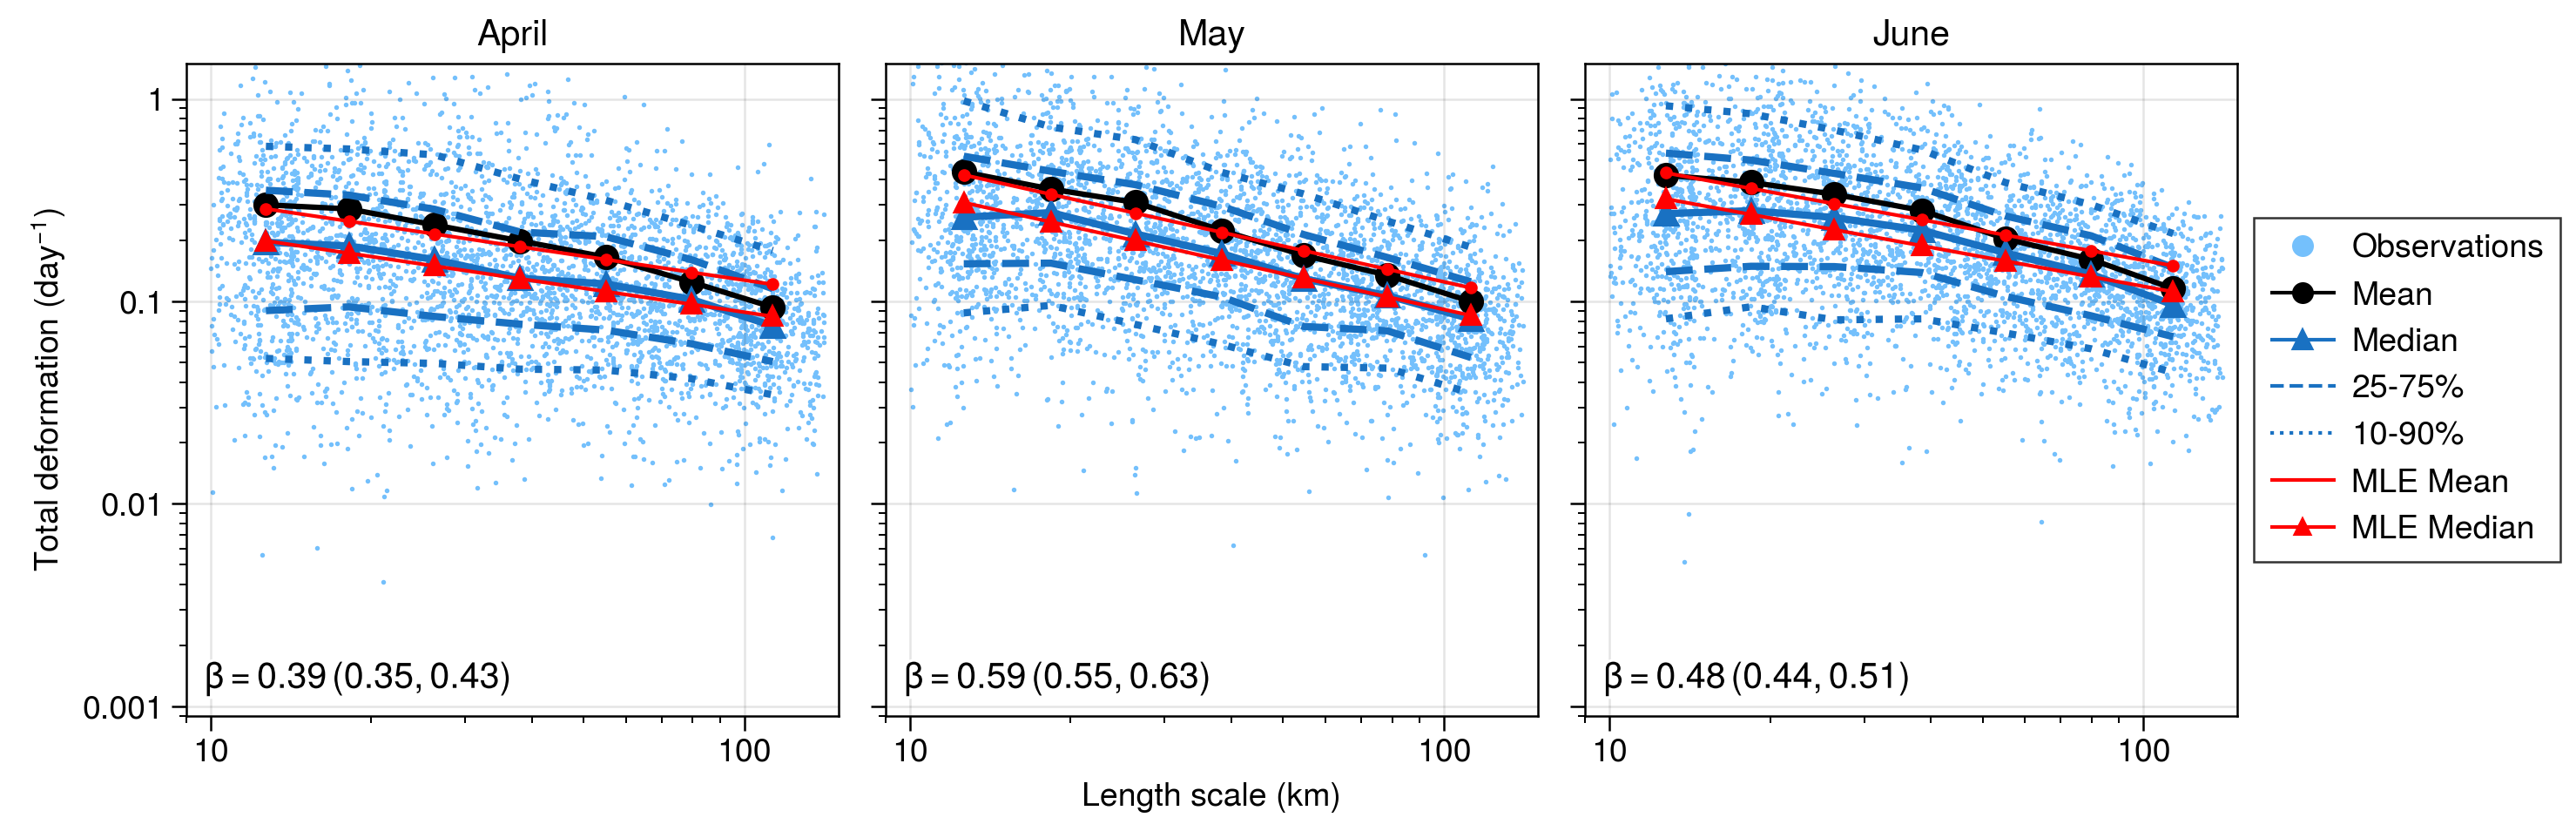 April
May
June
Total deformation (day⁻¹)
1
0.1
0.01
0.001
β = 0.39 (0.35, 0.43)
β = 0.59 (0.55, 0.63)
β = 0.48 (0.44, 0.51)
10
100
10
100
10
100
Length scale (km)
Observations
Mean
Median
25-75%
10-90%
MLE Mean
MLE Median